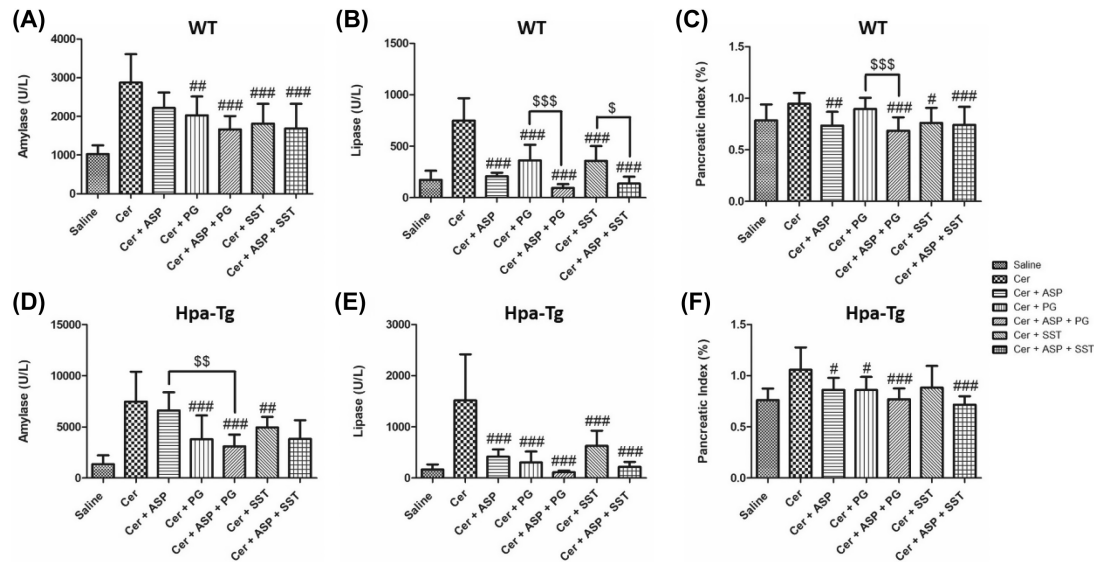 (A)
WT
Amylase (U/L)
4000
3000
2000
1000
0
##
###
###
###
Saline
Cer
Cer + ASP
Cer + PG
Cer + ASP + PG
Cer + SST
Cer + ASP + SST
(B)
WT
Lipase (U/L)
1500
1000
500
0
$$$
$
###
###
###
###
###
Saline
Cer
Cer + ASP
Cer + PG
Cer + ASP + PG
Cer + SST
Cer + ASP + SST
(C)
WT
Pancreatic Index (%)
1.5
1.0
0.5
0.0
$$$
##
###
#
###
Saline
Cer
Cer + ASP
Cer + PG
Cer + ASP + PG
Cer + SST
Cer + ASP + SST
Saline
Cer
Cer + ASP
Cer + PG
Cer + ASP + PG
Cer + SST
Cer + ASP + SST
(D)
Hpa-Tg
Amylase (U/L)
15000
10000
5000
0
$$
###
###
##
Saline
Cer
Cer + ASP
Cer + PG
Cer + ASP + PG
Cer + SST
Cer + ASP + SST
(E)
Hpa-Tg
Lipase (U/L)
3000
2000
1000
0
###
###
###
###
###
Saline
Cer
Cer + ASP
Cer + PG
Cer + ASP + PG
Cer + SST
Cer + ASP + SST
(F)
Hpa-Tg
Pancreatic Index (%)
1.5
1.0
0.5
0.0
#
#
###
###
Saline
Cer
Cer + ASP
Cer + PG
Cer + ASP + PG
Cer + SST
Cer + ASP + SST